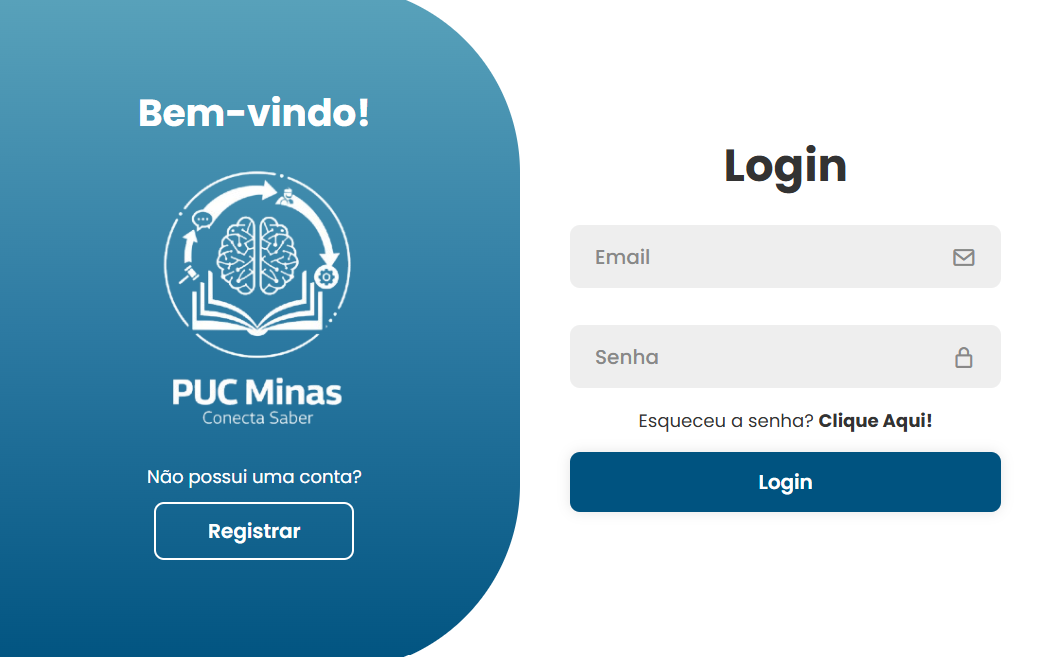 Bem-vindo!
PUC Minas
Conecta Saber
Não possui uma conta?
Registrar
Login
Email
Senha
Esqueceu a senha? Clique Aqui!
Login